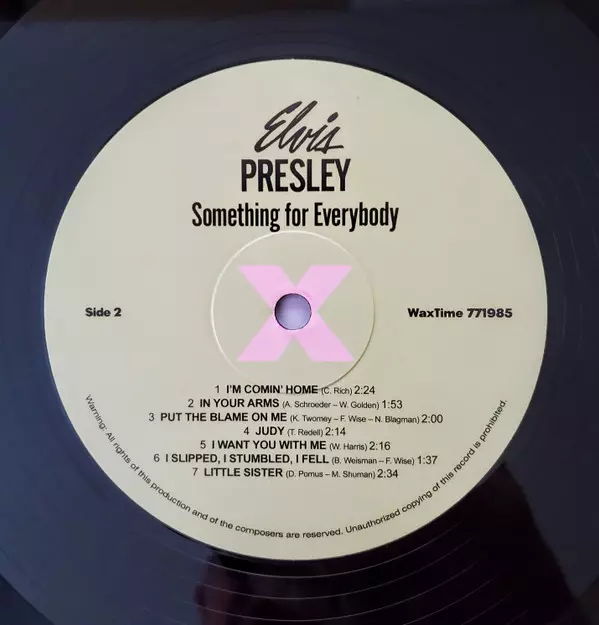 Elvis
PRESLEY
Something for Everybody
X
Side 2
WaxTime 771985
1 I'M COMIN' HOME (C. Rich) 2:24
2 IN YOUR ARMS (A. Schroeder – W. Golden) 1:53
3 PUT THE BLAME ON ME (K. Twomey – F. Wise – N. Blagman) 2:00
4 JUDY (T. Redell) 2:14
5 I WANT YOU WITH ME (W. Harris) 2:16
6 I SLIPPED, I STUMBLED, I FELL (B. Weisman – F. Wise) 1:37
7 LITTLE SISTER (D. Pomus – M. Shuman) 2:34
Warning: All rights of this production and of the composers are reserved. Unauthorized copying of this record is prohibited.